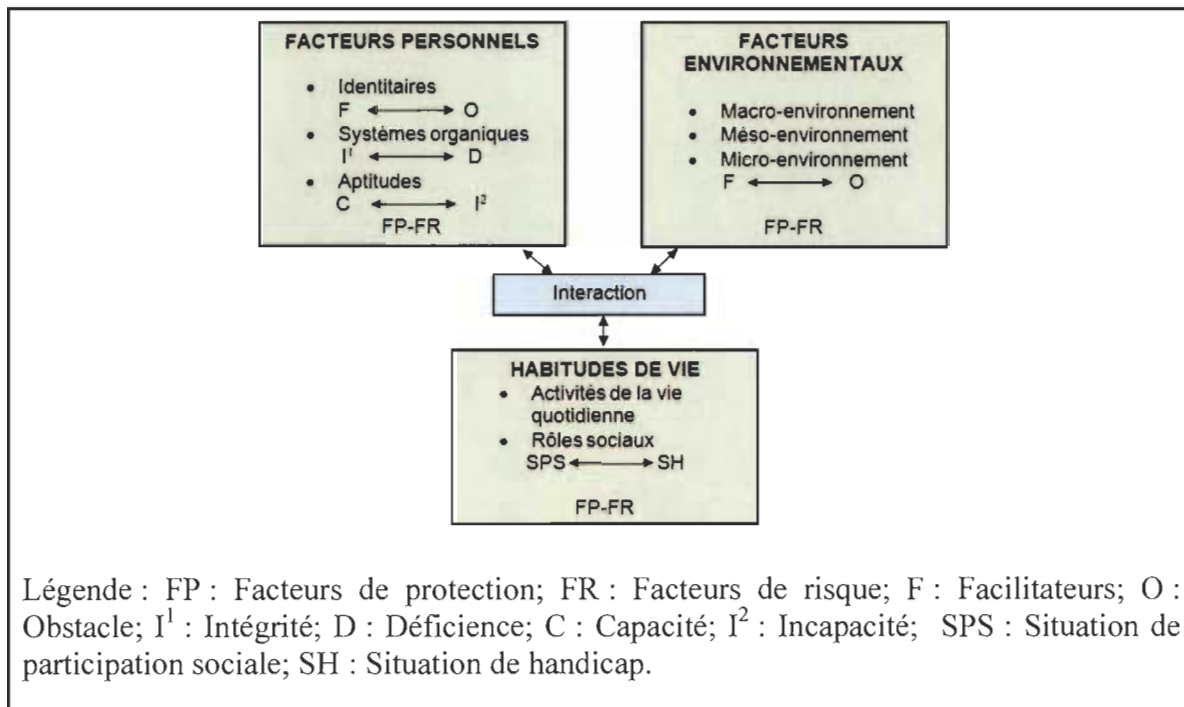 FACTEURS PERSONNELS
• Identitaires
F ↔ O
• Systèmes organiques
I¹ ↔ D
• Aptitudes
C ↔ I²
FP-FR
FACTEURS
ENVIRONNEMENTAUX
• Macro-environnement
• Méso-environnement
• Micro-environnement
F ↔ O
FP-FR
Interaction
HABITUDES DE VIE
• Activités de la vie
quotidienne
• Rôles sociaux
SPS ↔ SH
FP-FR
Légende : FP : Facteurs de protection; FR : Facteurs de risque; F : Facilitateurs; O :
Obstacle; I¹ : Intégrité; D : Déficience; C : Capacité; I² : Incapacité; SPS : Situation de
participation sociale; SH : Situation de handicap.